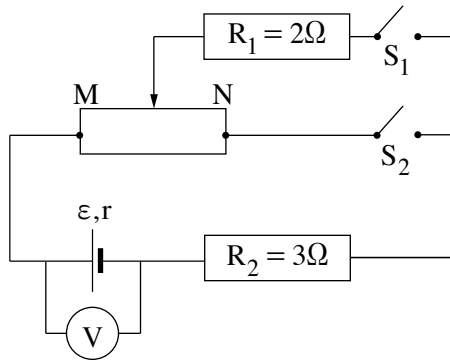 R₁ = 2Ω
S₁
M N
S₂
ε,r
R₂ = 3Ω
V